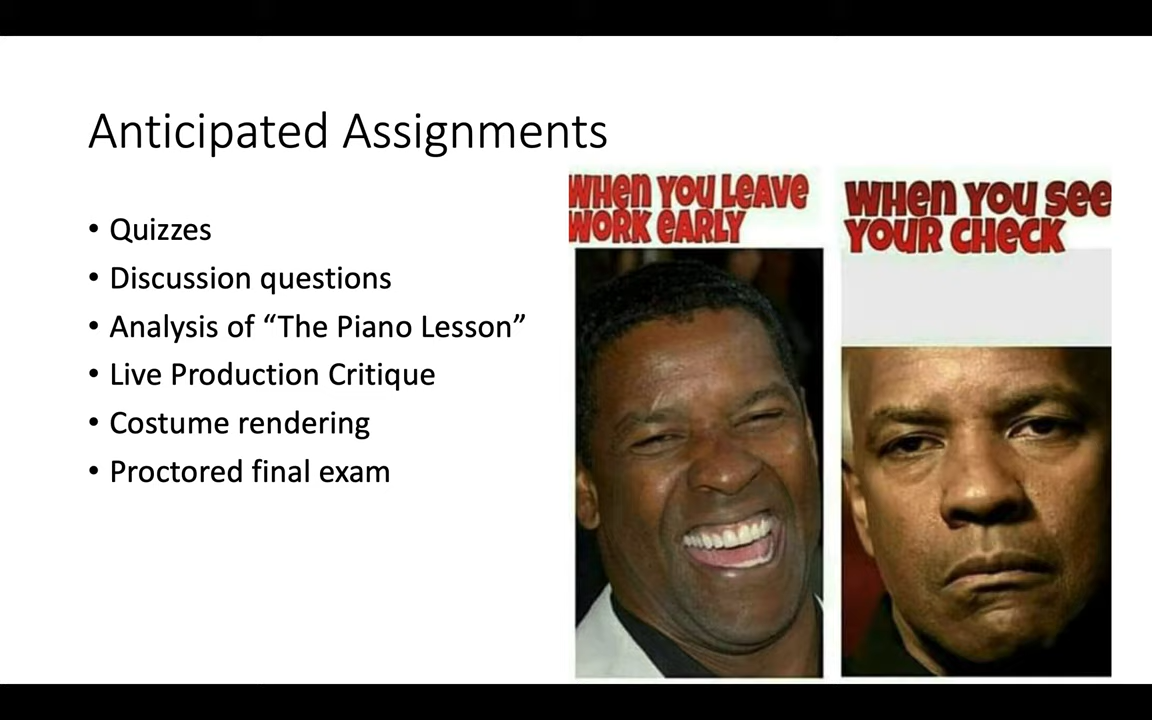 Anticipated Assignments
• Quizzes
• Discussion questions
• Analysis of “The Piano Lesson”
• Live Production Critique
• Costume rendering
• Proctored final exam
WHen YOU LeAVe
WORK eARLY
WHen YOU See
YOUR CHeCK